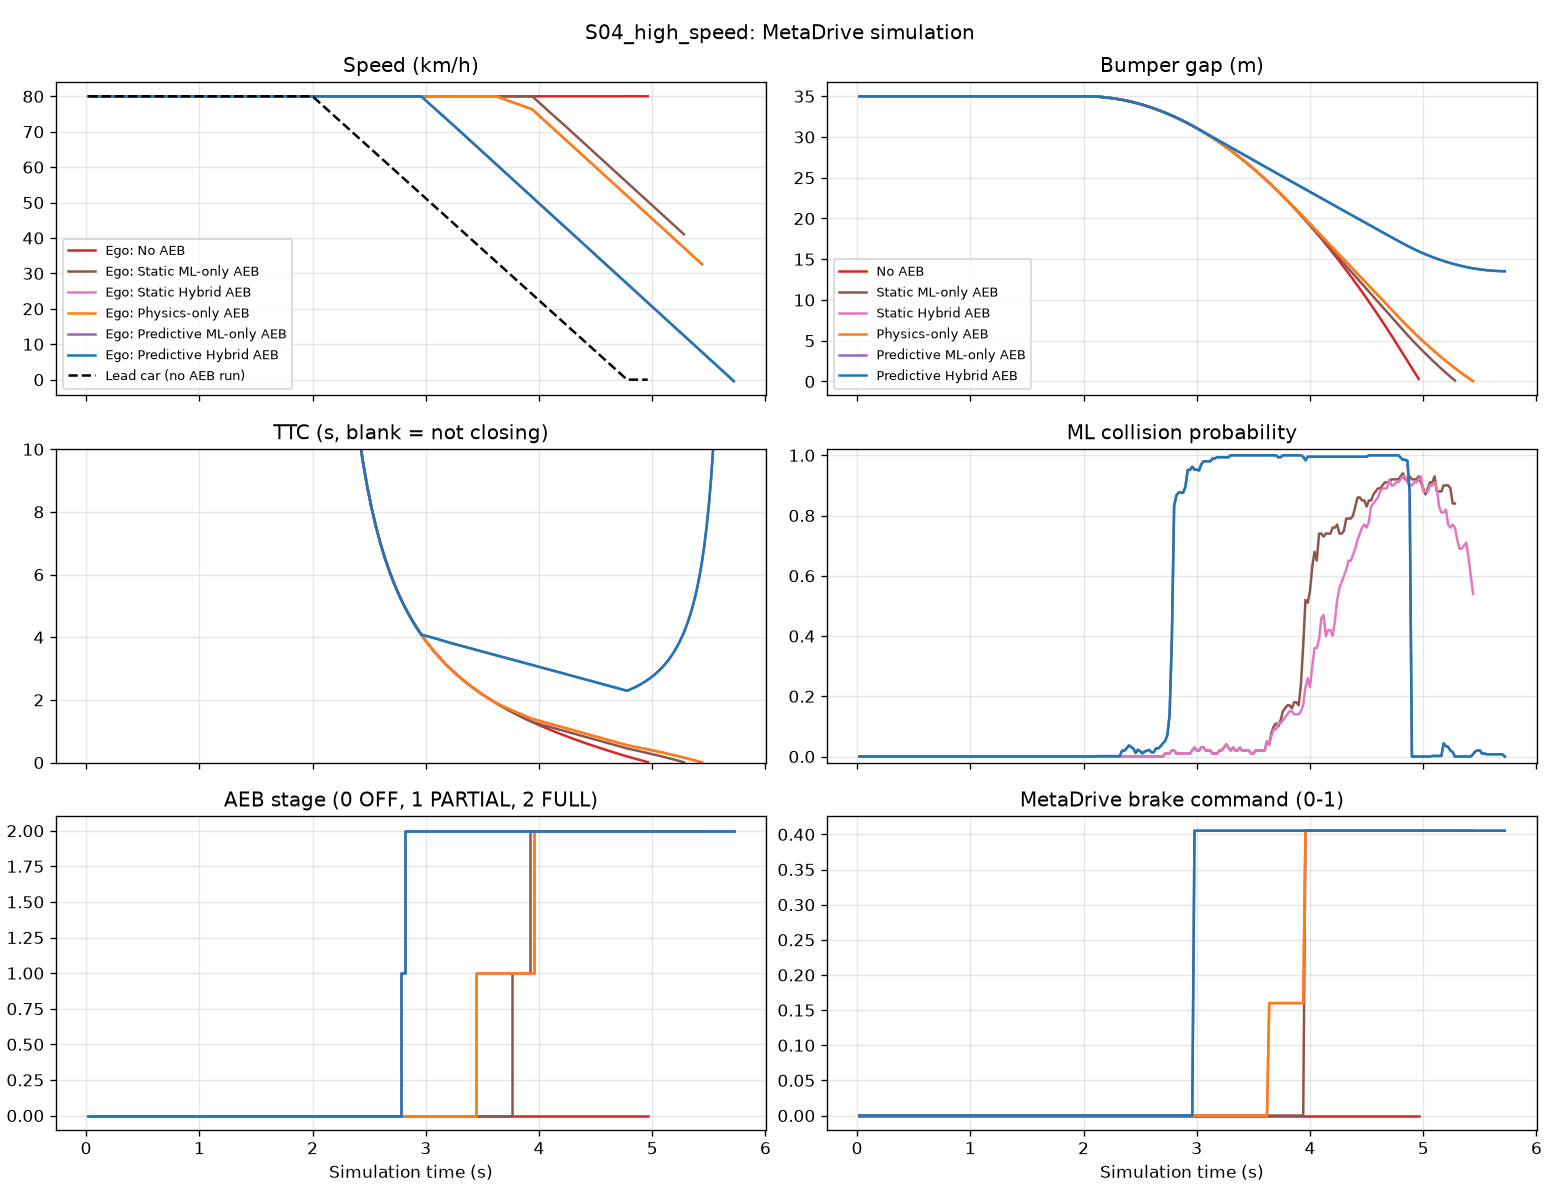 S04_high_speed: MetaDrive simulation
Speed (km/h)
80
70
60
50
40
30
20
10
0
Ego: No AEB
Ego: Static ML-only AEB
Ego: Static Hybrid AEB
Ego: Physics-only AEB
Ego: Predictive ML-only AEB
Ego: Predictive Hybrid AEB
Lead car (no AEB run)
Bumper gap (m)
35
30
25
20
15
10
5
0
No AEB
Static ML-only AEB
Static Hybrid AEB
Physics-only AEB
Predictive ML-only AEB
Predictive Hybrid AEB
TTC (s, blank = not closing)
10
8
6
4
2
0
ML collision probability
1.0
0.8
0.6
0.4
0.2
0.0
AEB stage (0 OFF, 1 PARTIAL, 2 FULL)
2.00
1.75
1.50
1.25
1.00
0.75
0.50
0.25
0.00
0 1 2 3 4 5 6
Simulation time (s)
MetaDrive brake command (0-1)
0.40
0.35
0.30
0.25
0.20
0.15
0.10
0.05
0.00
0 1 2 3 4 5 6
Simulation time (s)